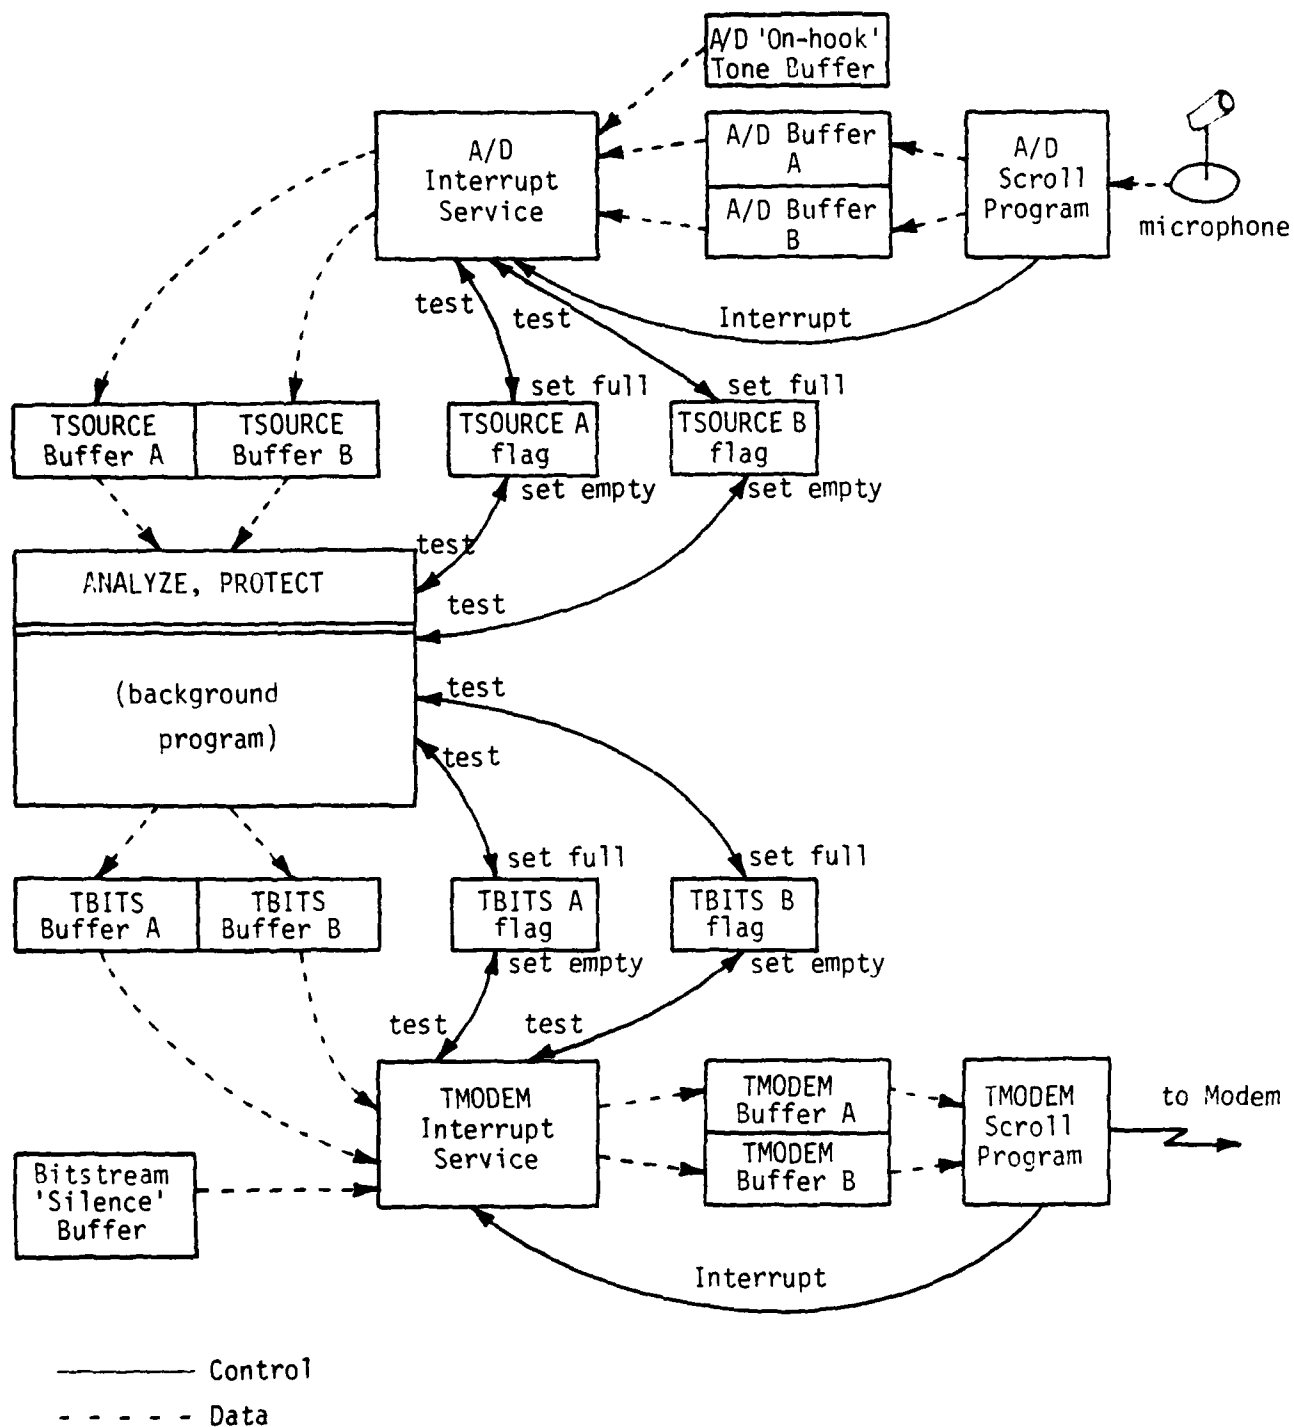 A/D 'On-hook'
Tone Buffer
A/D
Interrupt
Service
A/D Buffer
A
A/D Buffer
B
A/D
Scroll
Program
microphone
test
test
Interrupt
set full
set full
TSOURCE
Buffer A
TSOURCE
Buffer B
TSOURCE A
flag
TSOURCE B
flag
set empty
set empty
test
ANALYZE, PROTECT
test
(background
program)
test
test
set full
set full
TBITS
Buffer A
TBITS
Buffer B
TBITS A
flag
TBITS B
flag
set empty
set empty
test
test
TMODEM
Interrupt
Service
TMODEM
Buffer A
TMODEM
Buffer B
TMODEM
Scroll
Program
to Modem
Bitstream
'Silence'
Buffer
Interrupt
Control
Data